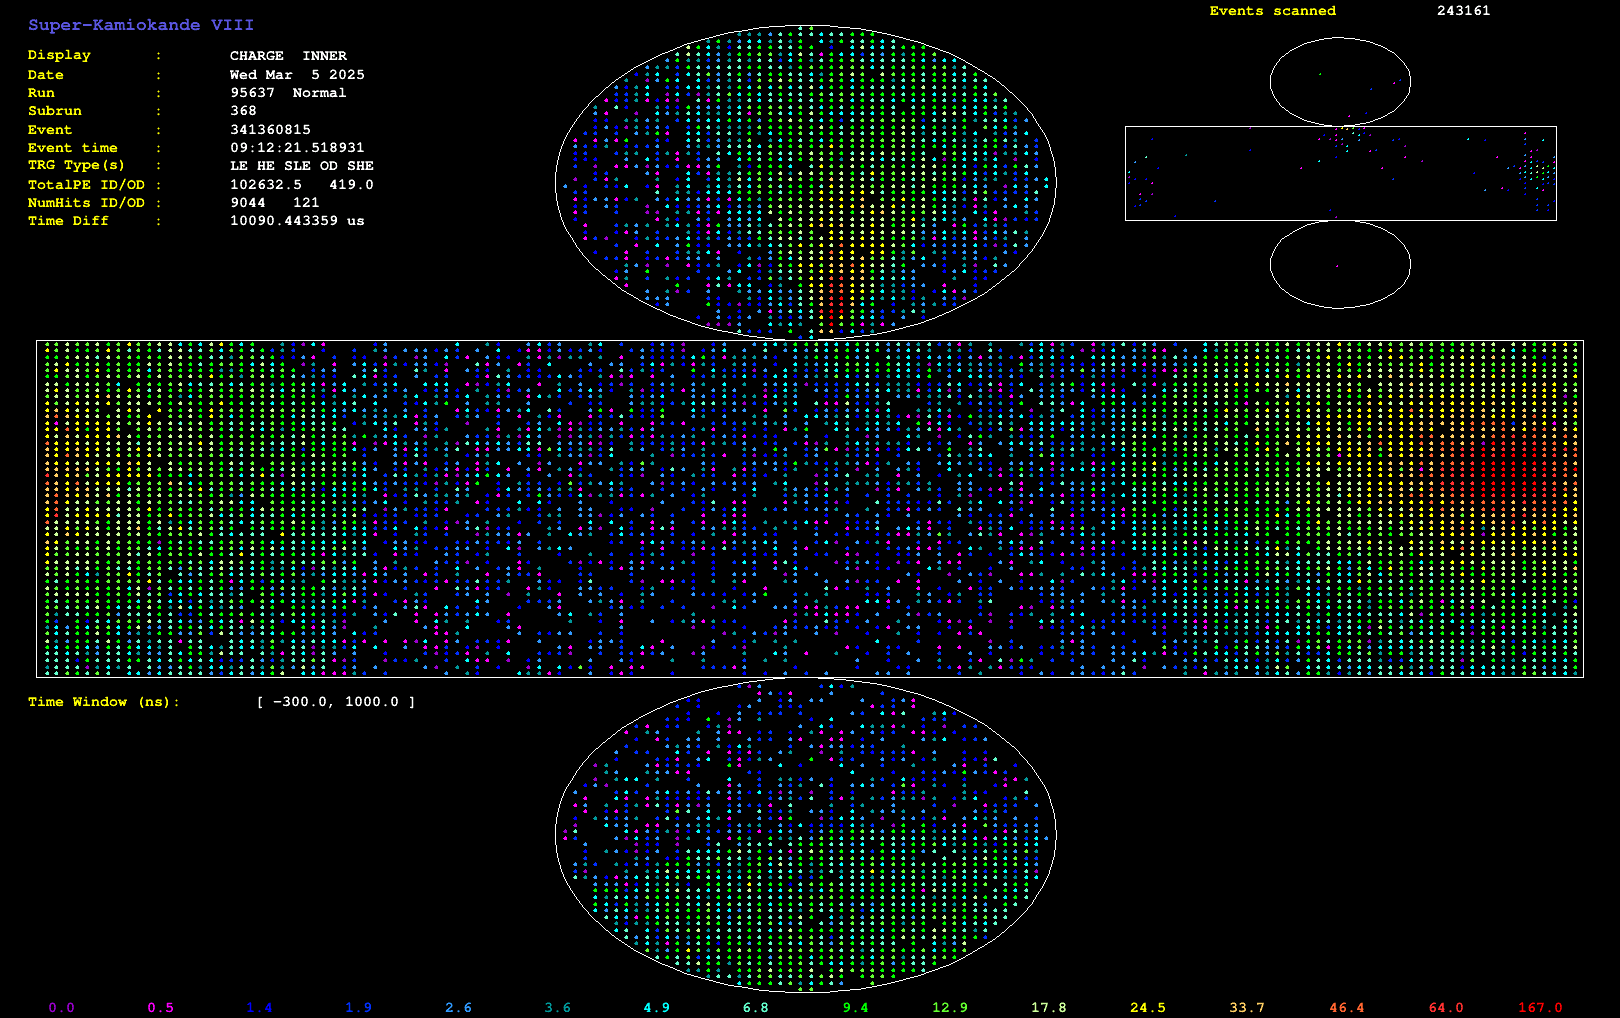 Super-Kamiokande VIII
Events scanned 243161
Display : CHARGE INNER
Date : Wed Mar 5 2025
Run : 95637 Normal
Subrun : 368
Event : 341360815
Event time : 09:12:21.518931
TRG Type(s) : LE HE SLE OD SHE
TotalPE ID/OD : 102632.5 419.0
NumHits ID/OD : 9044 121
Time Diff : 10090.443359 us
Time Window (ns): [ -300.0, 1000.0 ]
0.0 0.5 1.4 1.9 2.6 3.6 4.9 6.8 9.4 12.9 17.8 24.5 33.7 46.4 64.0 167.0